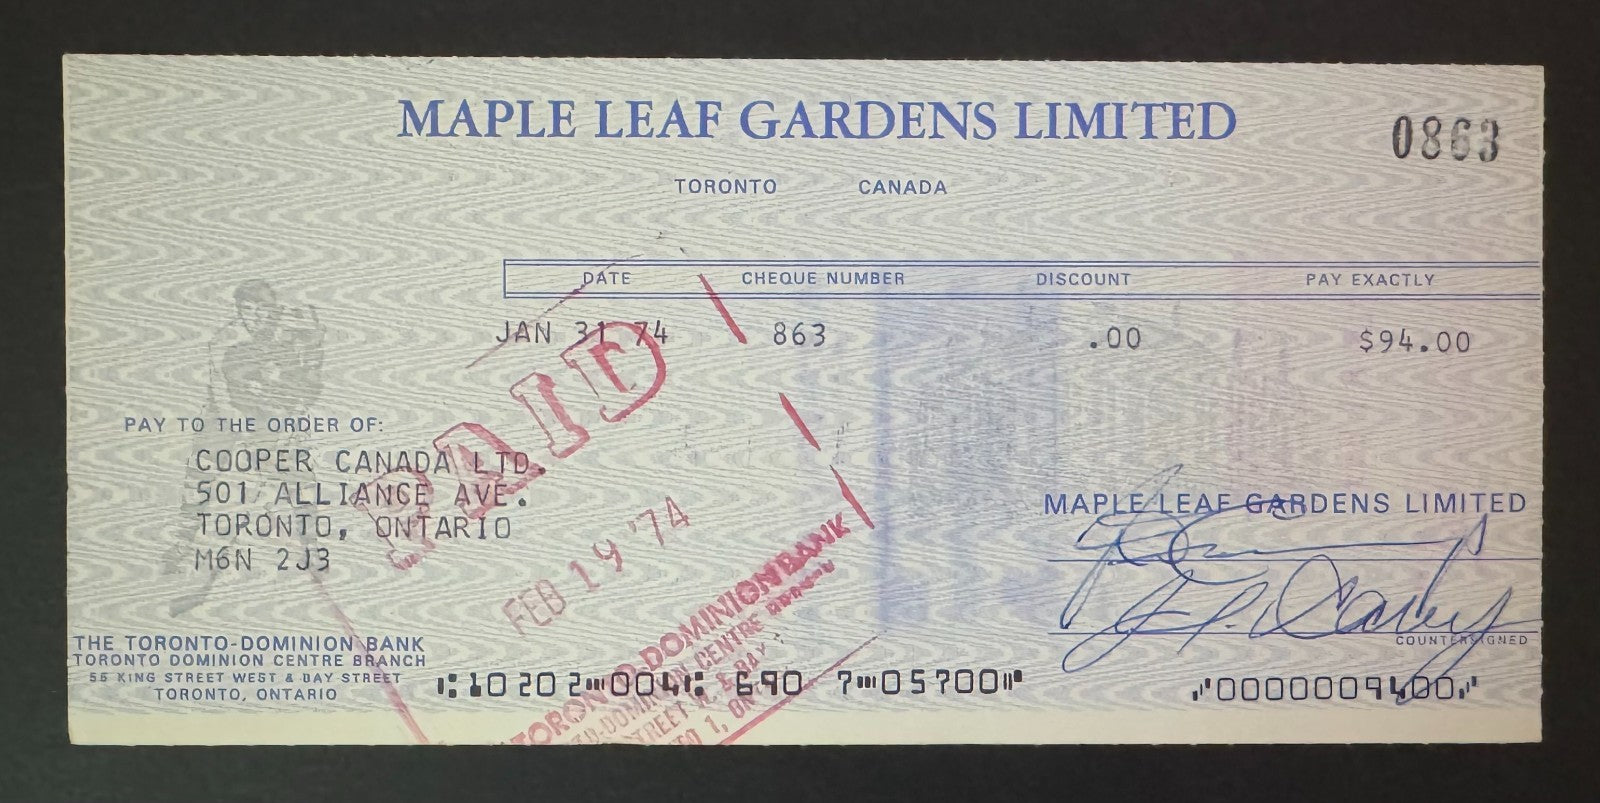 MAPLE LEAF GARDENS LIMITED
0863
TORONTO CANADA
DATE CHEQUE NUMBER DISCOUNT PAY EXACTLY
JAN 31 74 863 .00 $94.00
PAY TO THE ORDER OF:
COOPER CANADA LTD.
501 ALLIANCE AVE.
TORONTO, ONTARIO
M6N 2J3
PAID
FEB 19 '74
TORONTO-DOMINION BANK
CENTRE
MAPLE LEAF GARDENS LIMITED
COUNTERSIGNED
THE TORONTO-DOMINION BANK
TORONTO DOMINION CENTRE BRANCH
55 KING STREET WEST & BAY STREET
TORONTO, ONTARIO
⑆10202⑉004⑆ 690 7⑉05700⑈ ⑇0000009400⑇